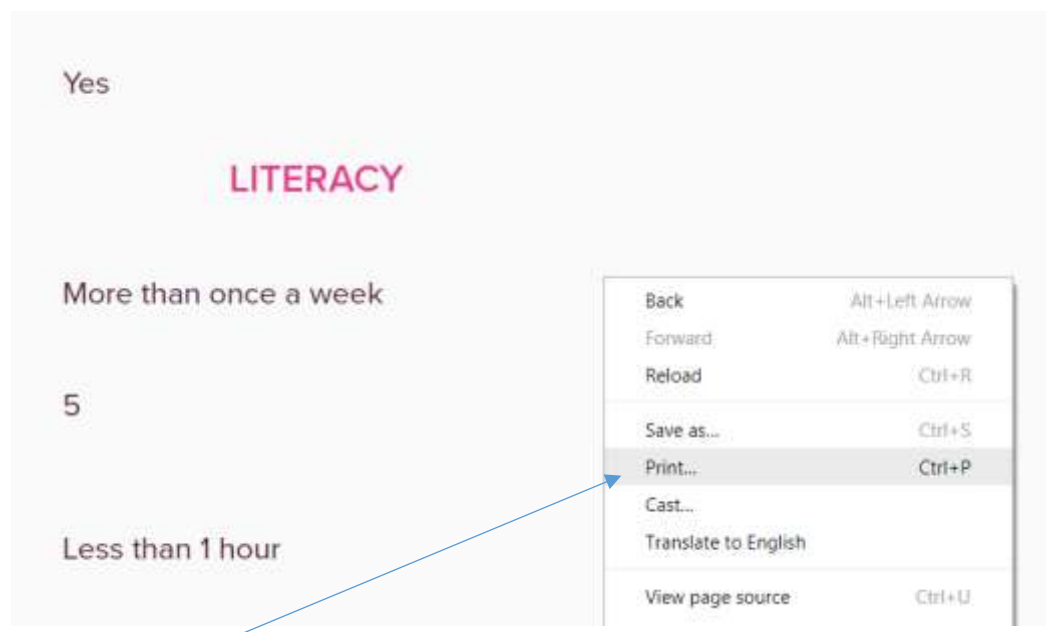 Yes
LITERACY
More than once a week
5
Less than 1 hour
Back Alt+Left Arrow
Forward Alt+Right Arrow
Reload Ctrl+R
Save as... Ctrl+S
Print... Ctrl+P
Cast...
Translate to English
View page source Ctrl+U